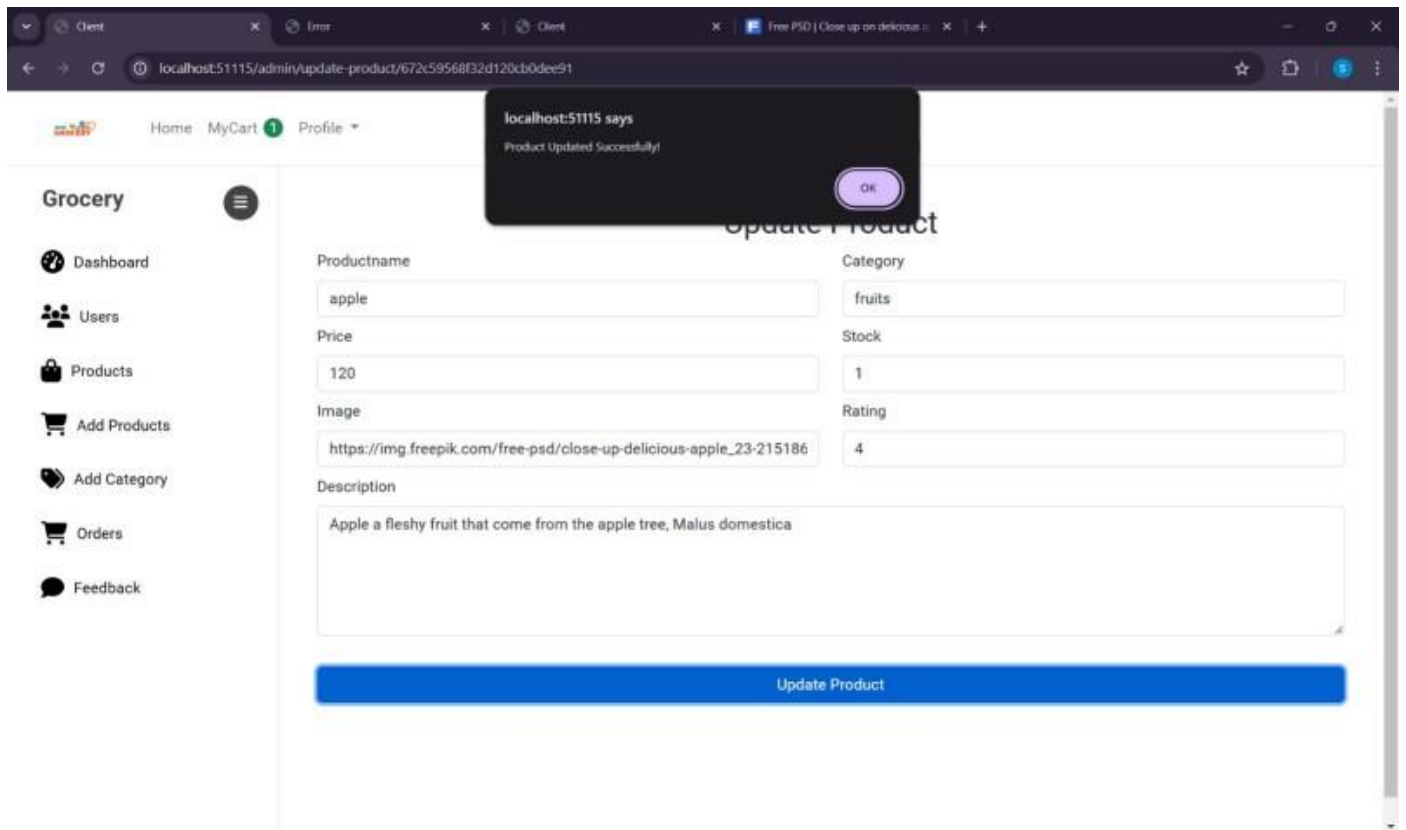 Client
Error
Client
Free PSD | Close up on delicious
localhost:51115/admin/update-product/672c59568f32d120cb0dee91
S
localhost:51115 says
Product Updated Successfully!
OK
Home MyCart 1 Profile
Grocery
Update Product
Dashboard
Users
Products
Add Products
Add Category
Orders
Feedback
Productname Category
apple fruits
Price Stock
120 1
Image Rating
https://img.freepik.com/free-psd/close-up-delicious-apple_23-215186 4
Description
Apple a fleshy fruit that come from the apple tree, Malus domestica
Update Product